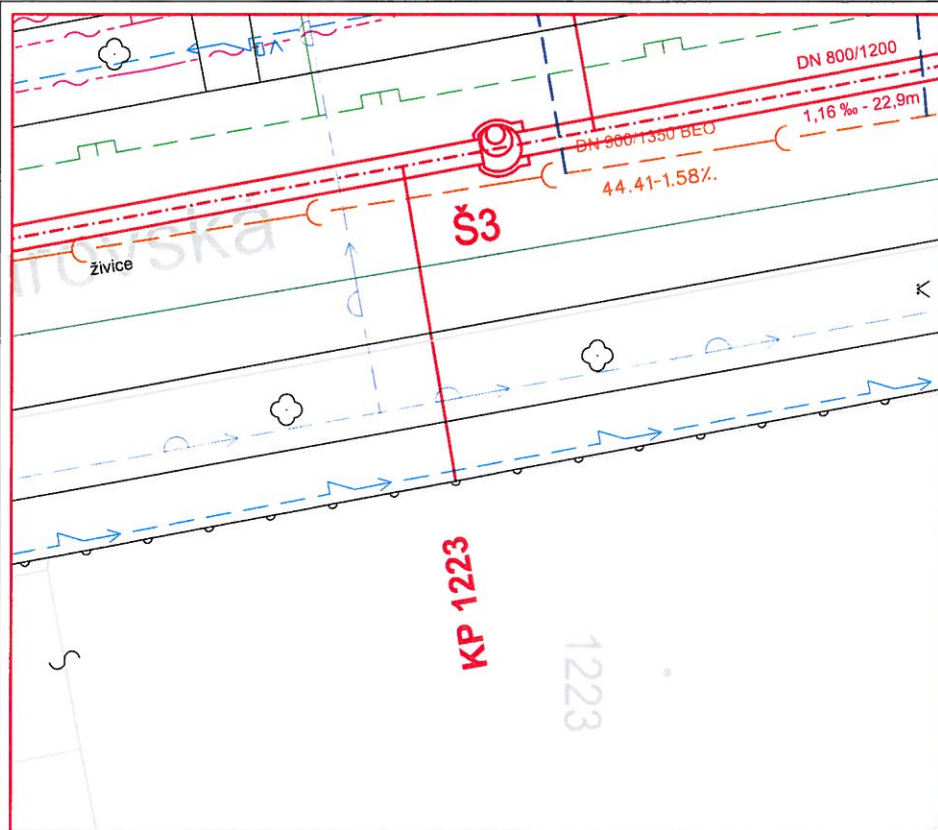 DN 800/1200
1,16 ‰ - 22,9m
DN 900/1350 BEO
44.41-1.58%.
Š3
rovská
živice
KP 1223
1223